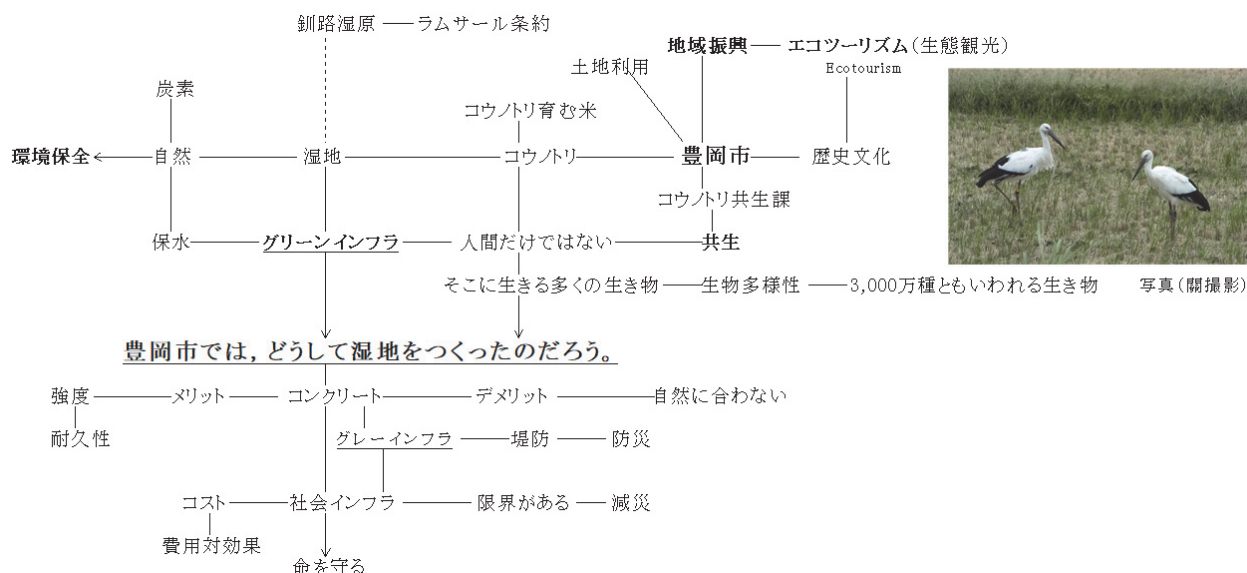 釧路湿原 ラムサール条約
地域振興 エコツーリズム(生態観光)
Ecotourism
土地利用
炭素
コウノトリ育む米
環境保全 自然 湿地 コウノトリ 豊岡市 歴史文化
コウノトリ共生課
保水 グリーンインフラ 人間だけではない 共生
そこに生きる多くの生き物 生物多様性 3,000万種ともいわれる生き物 写真(關撮影)
豊岡市では,どうして湿地をつくったのだろう。
強度 メリット コンクリート デメリット 自然に合わない
耐久性 グレーインフラ 堤防 防災
コスト 社会インフラ 限界がある 減災
費用対効果
命を守る